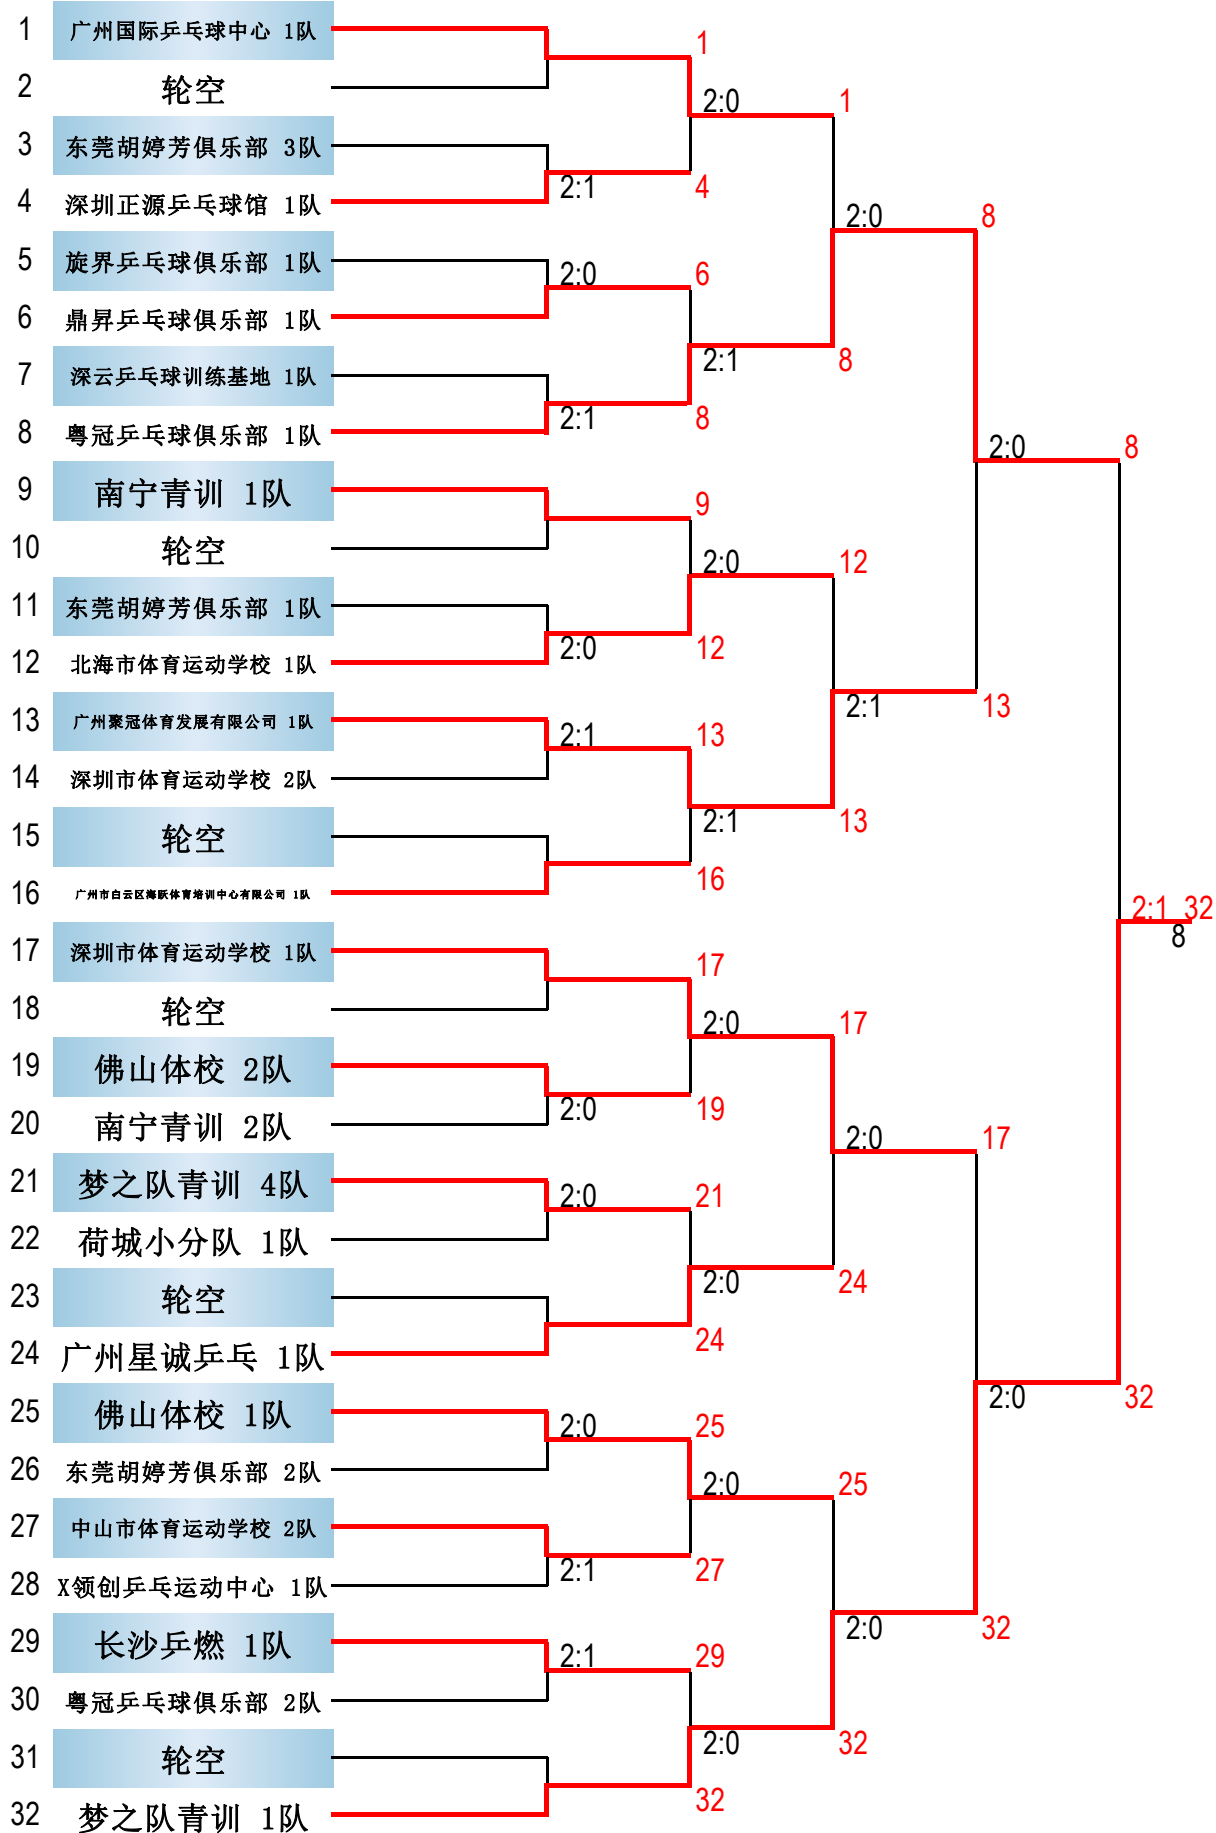 1 广州国际乒乓球中心 1队
1
2 轮空
2:0 1
3 东莞胡婷芳俱乐部 3队
2:1 4
4 深圳正源乒乓球馆 1队
2:0 8
5 旋界乒乓球俱乐部 1队
2:0 6
6 鼎昇乒乓球俱乐部 1队
2:1 8
7 深云乒乓球训练基地 1队
2:1 8
8 粤冠乒乓球俱乐部 1队
2:0 8
9 南宁青训 1队
9
10 轮空
2:0 12
11 东莞胡婷芳俱乐部 1队
2:0 12
12 北海市体育运动学校 1队
2:1 13
13 广州聚冠体育发展有限公司 1队
2:1 13
14 深圳市体育运动学校 2队
2:1 13
15 轮空
16
16 广州市白云区海跃体育培训中心有限公司 1队
2:1 32
8
17 深圳市体育运动学校 1队
17
18 轮空
2:0 17
19 佛山体校 2队
2:0 19
20 南宁青训 2队
2:0 17
21 梦之队青训 4队
2:0 21
22 荷城小分队 1队
2:0 24
23 轮空
24
24 广州星诚乒乓 1队
2:0 32
25 佛山体校 1队
2:0 25
26 东莞胡婷芳俱乐部 2队
2:0 25
27 中山市体育运动学校 2队
2:1 27
28 X领创乒乓运动中心 1队
2:0 32
29 长沙乒燃 1队
2:1 29
30 粤冠乒乓球俱乐部 2队
2:0 32
31 轮空
32
32 梦之队青训 1队